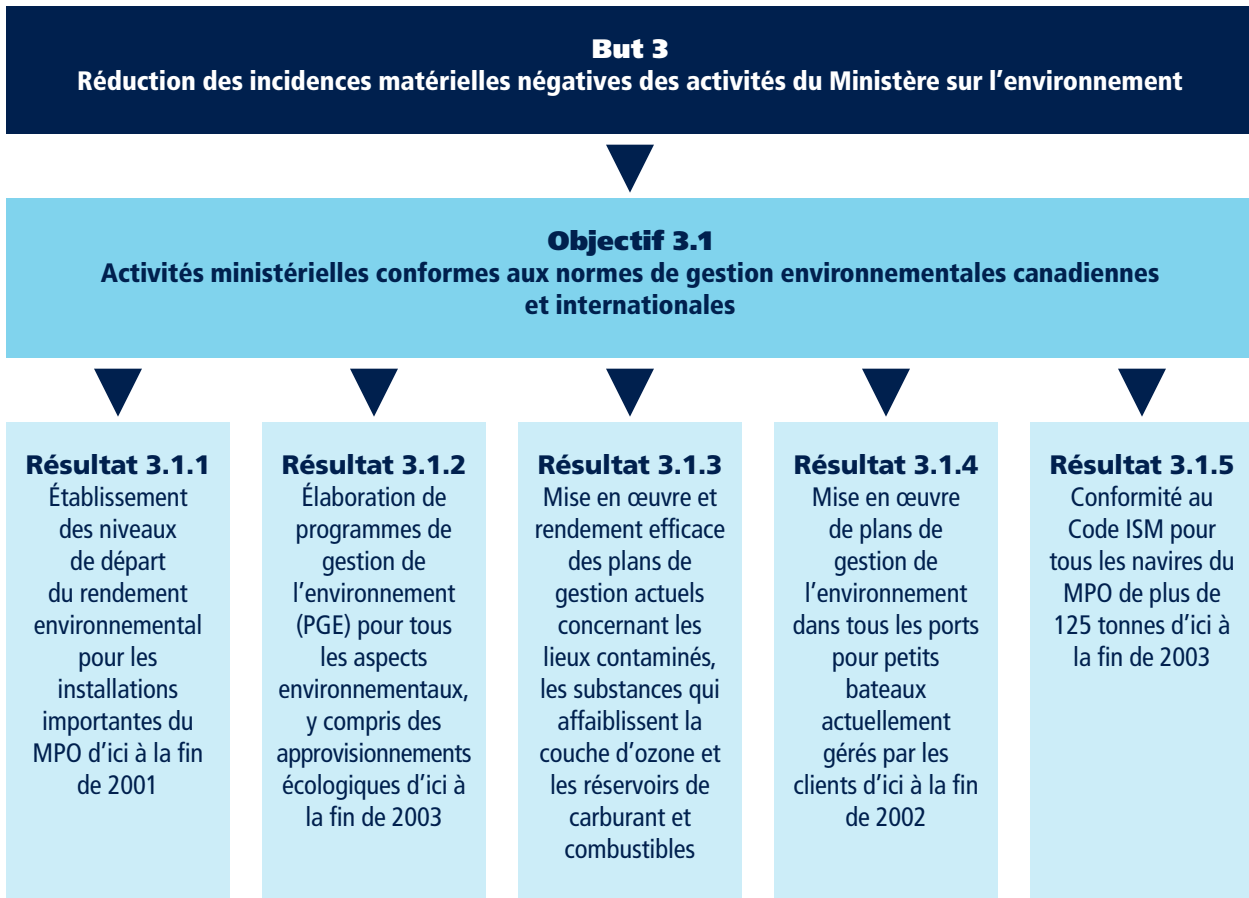 But 3
Réduction des incidences matérielles négatives des activités du Ministère sur l'environnement
Objectif 3.1
Activités ministérielles conformes aux normes de gestion environnementales canadiennes
et internationales
Résultat 3.1.1
Établissement
des niveaux
de départ
du rendement
environnemental
pour les
installations
importantes du
MPO d'ici à la fin
de 2001
Résultat 3.1.2
Élaboration de
programmes de
gestion de
l'environnement
(PGE) pour tous
les aspects
environnementaux,
y compris des
approvisionnements
écologiques d'ici à
la fin de 2003
Résultat 3.1.3
Mise en œuvre et
rendement efficace
des plans de
gestion actuels
concernant les
lieux contaminés,
les substances qui
affaiblissent la
couche d'ozone et
les réservoirs de
carburant et
combustibles
Résultat 3.1.4
Mise en œuvre
de plans de
gestion de
l'environnement
dans tous les ports
pour petits
bateaux
actuellement
gérés par les
clients d'ici à la fin
de 2002
Résultat 3.1.5
Conformité au
Code ISM pour
tous les navires du
MPO de plus de
125 tonnes d'ici à
la fin de 2003